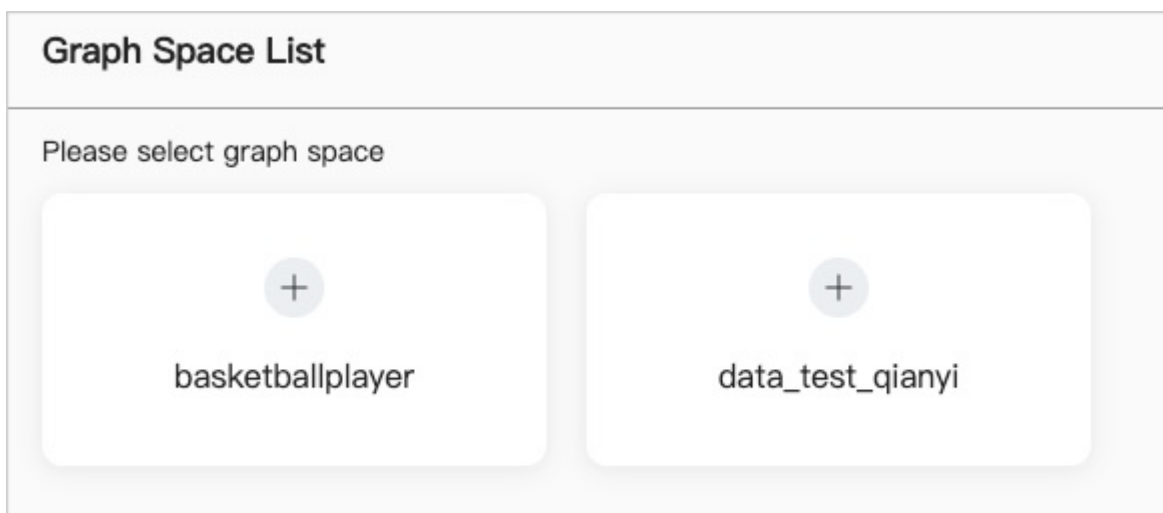 Graph Space List
Please select graph space
basketballplayer
data_test_qianyi